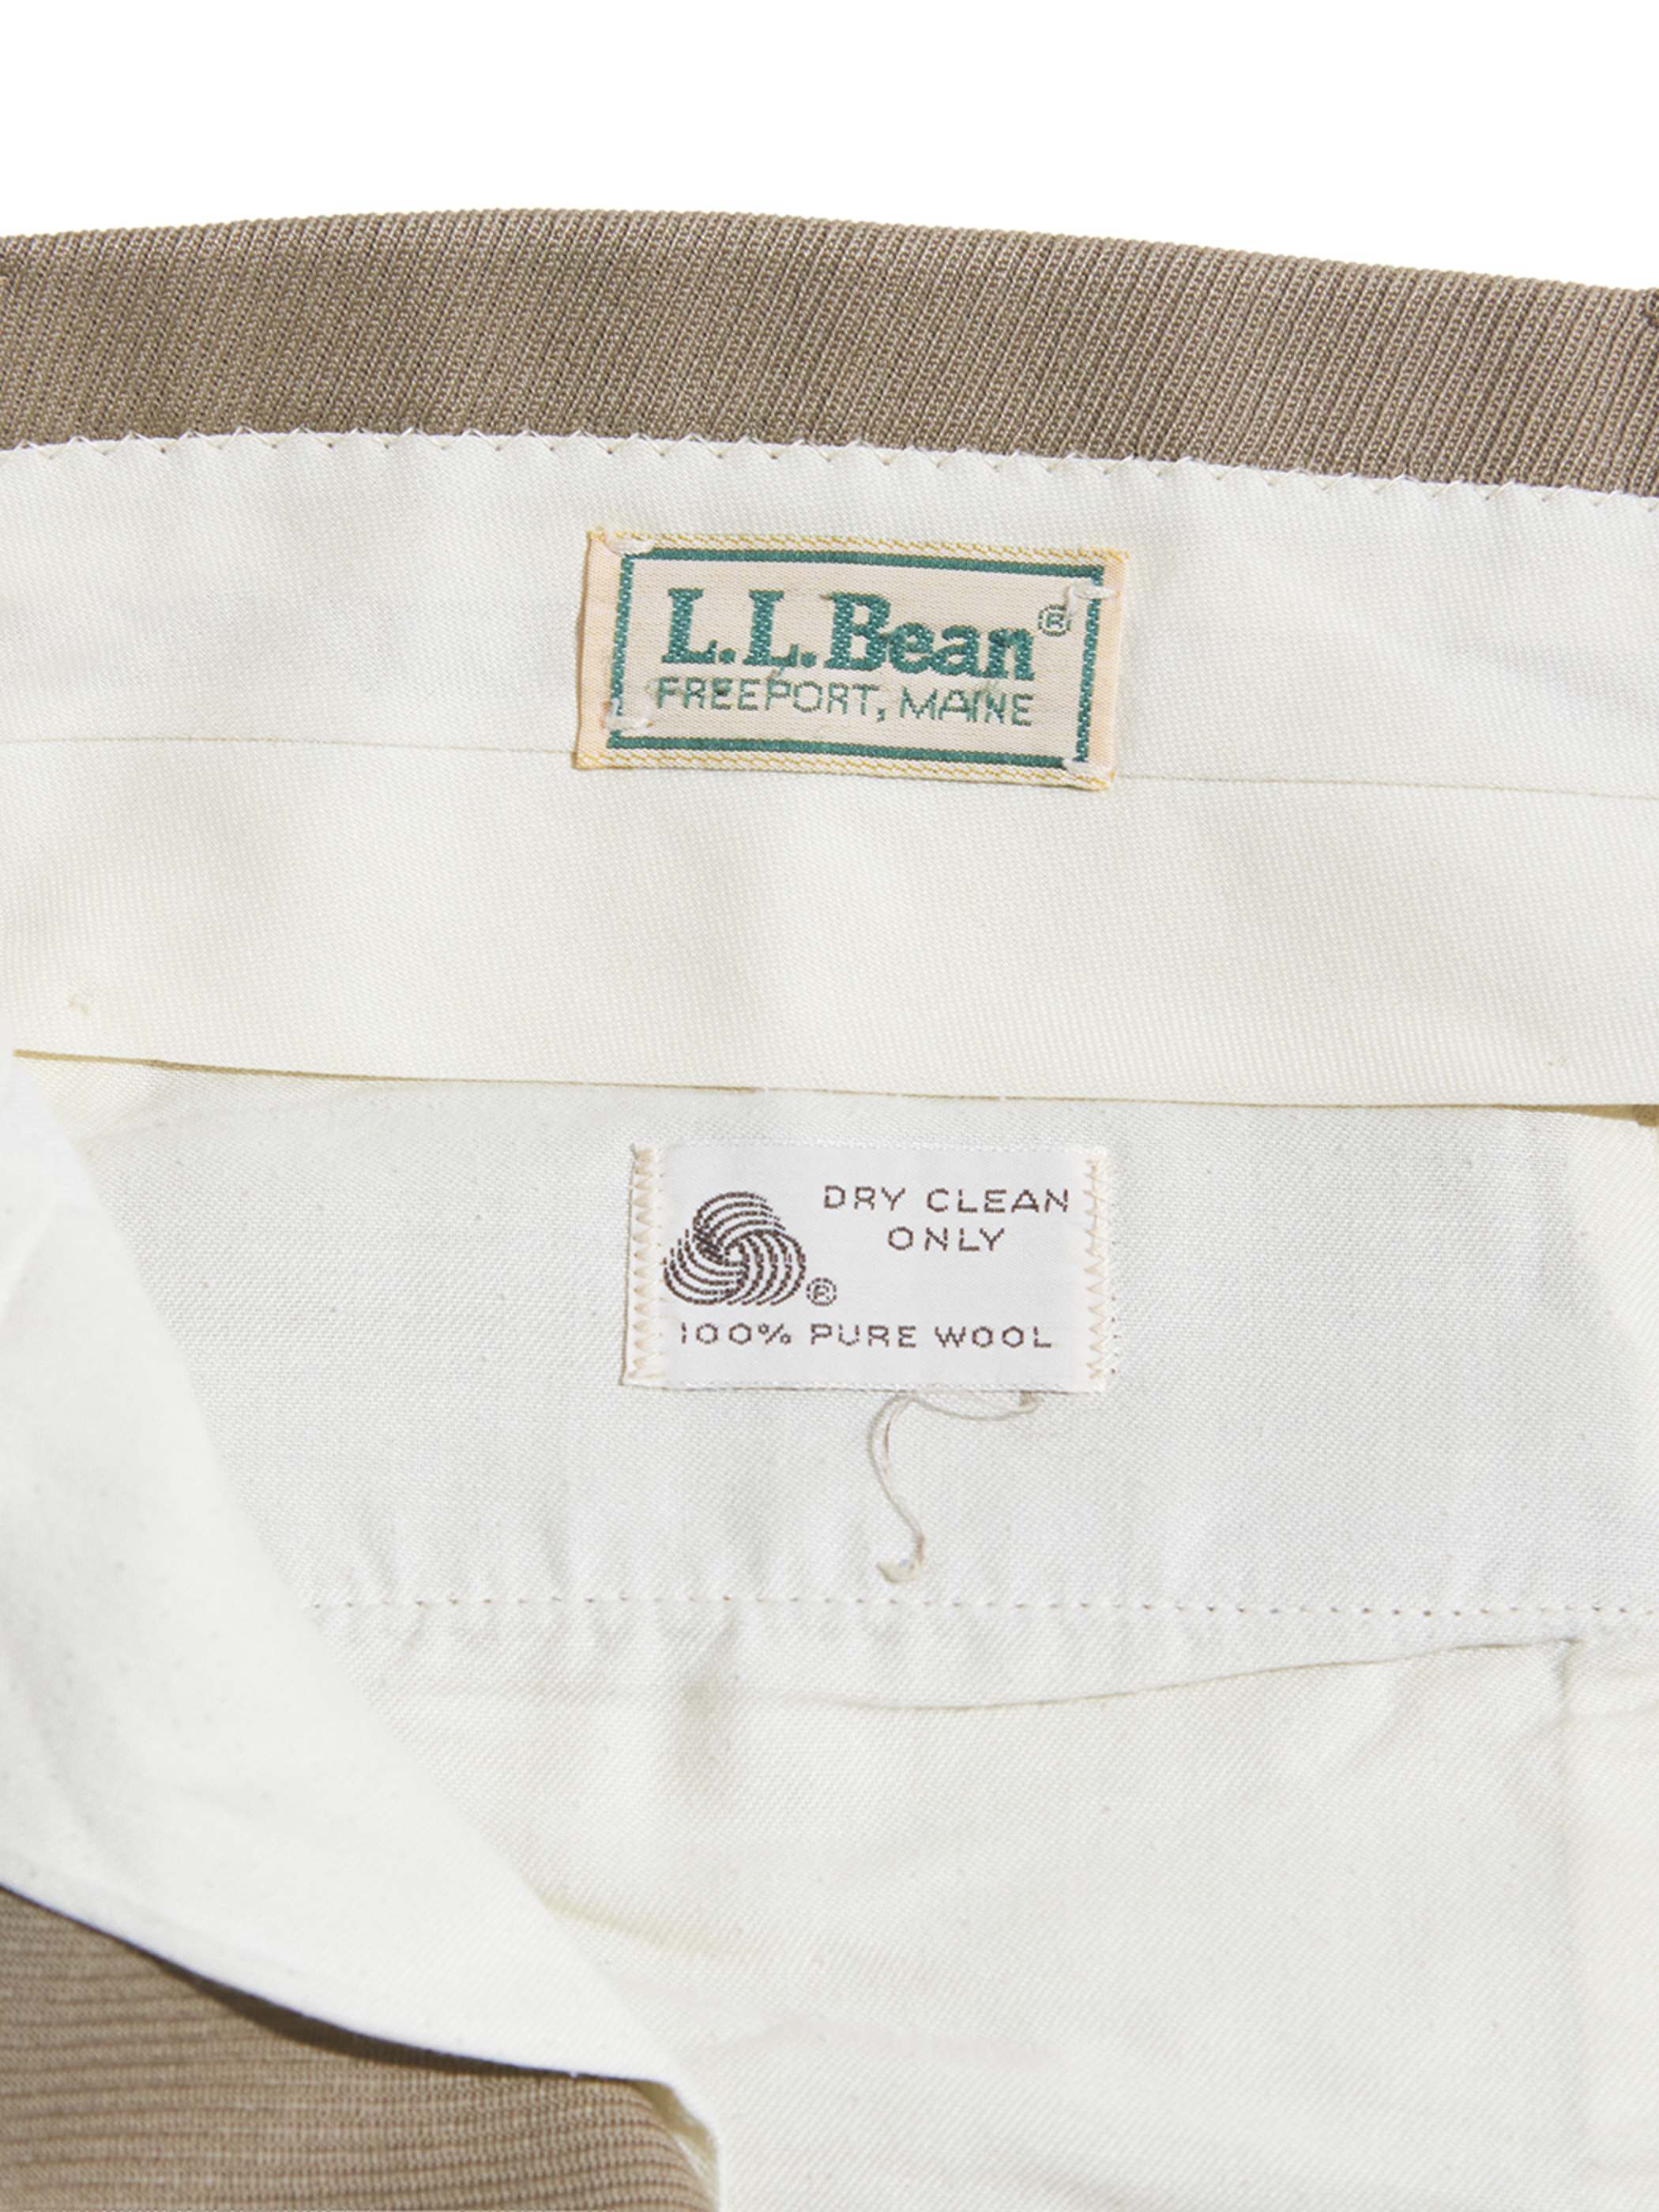 L.L.Bean®
FREEPORT, MAINE
DRY CLEAN
ONLY
®
100% PURE WOOL